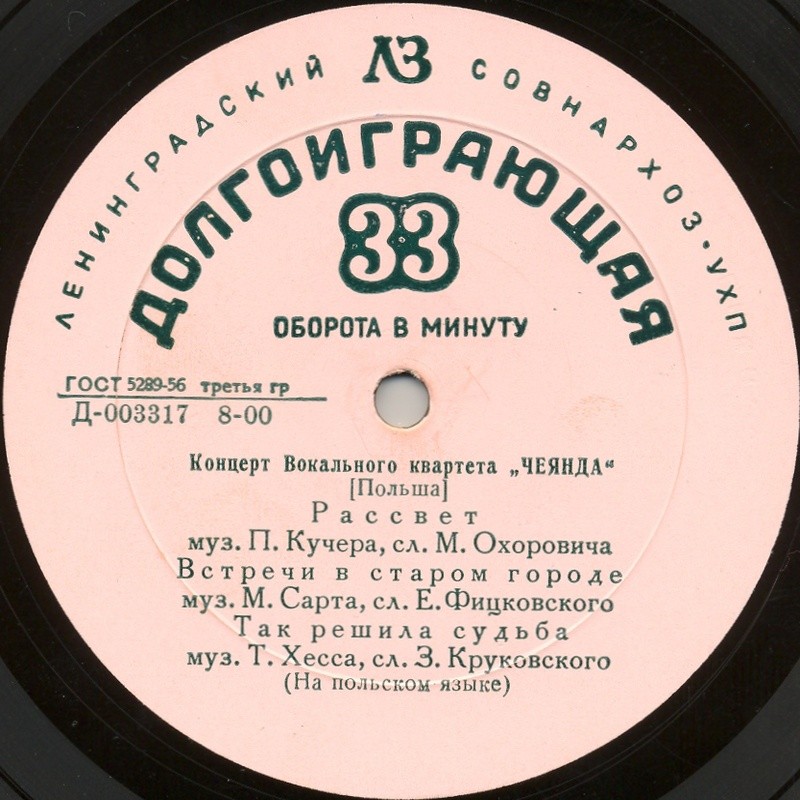 ЛЕНИНГРАДСКИЙ ЛЗ СОВНАРХОЗ · УХП
ДОЛГОИГРАЮЩАЯ
33
ОБОРОТА В МИНУТУ
ГОСТ 5289-56 третья гр
Д-003317 8-00
Концерт Вокального квартета „ЧЕЯНДА“
[Польша]
Рассвет
муз. П. Кучера, сл. М. Охоровича
Встречи в старом городе
муз. М. Сарта, сл. Е. Фицковского
Так решила судьба
муз. Т. Хесса, сл. З. Круковского
(На польском языке)